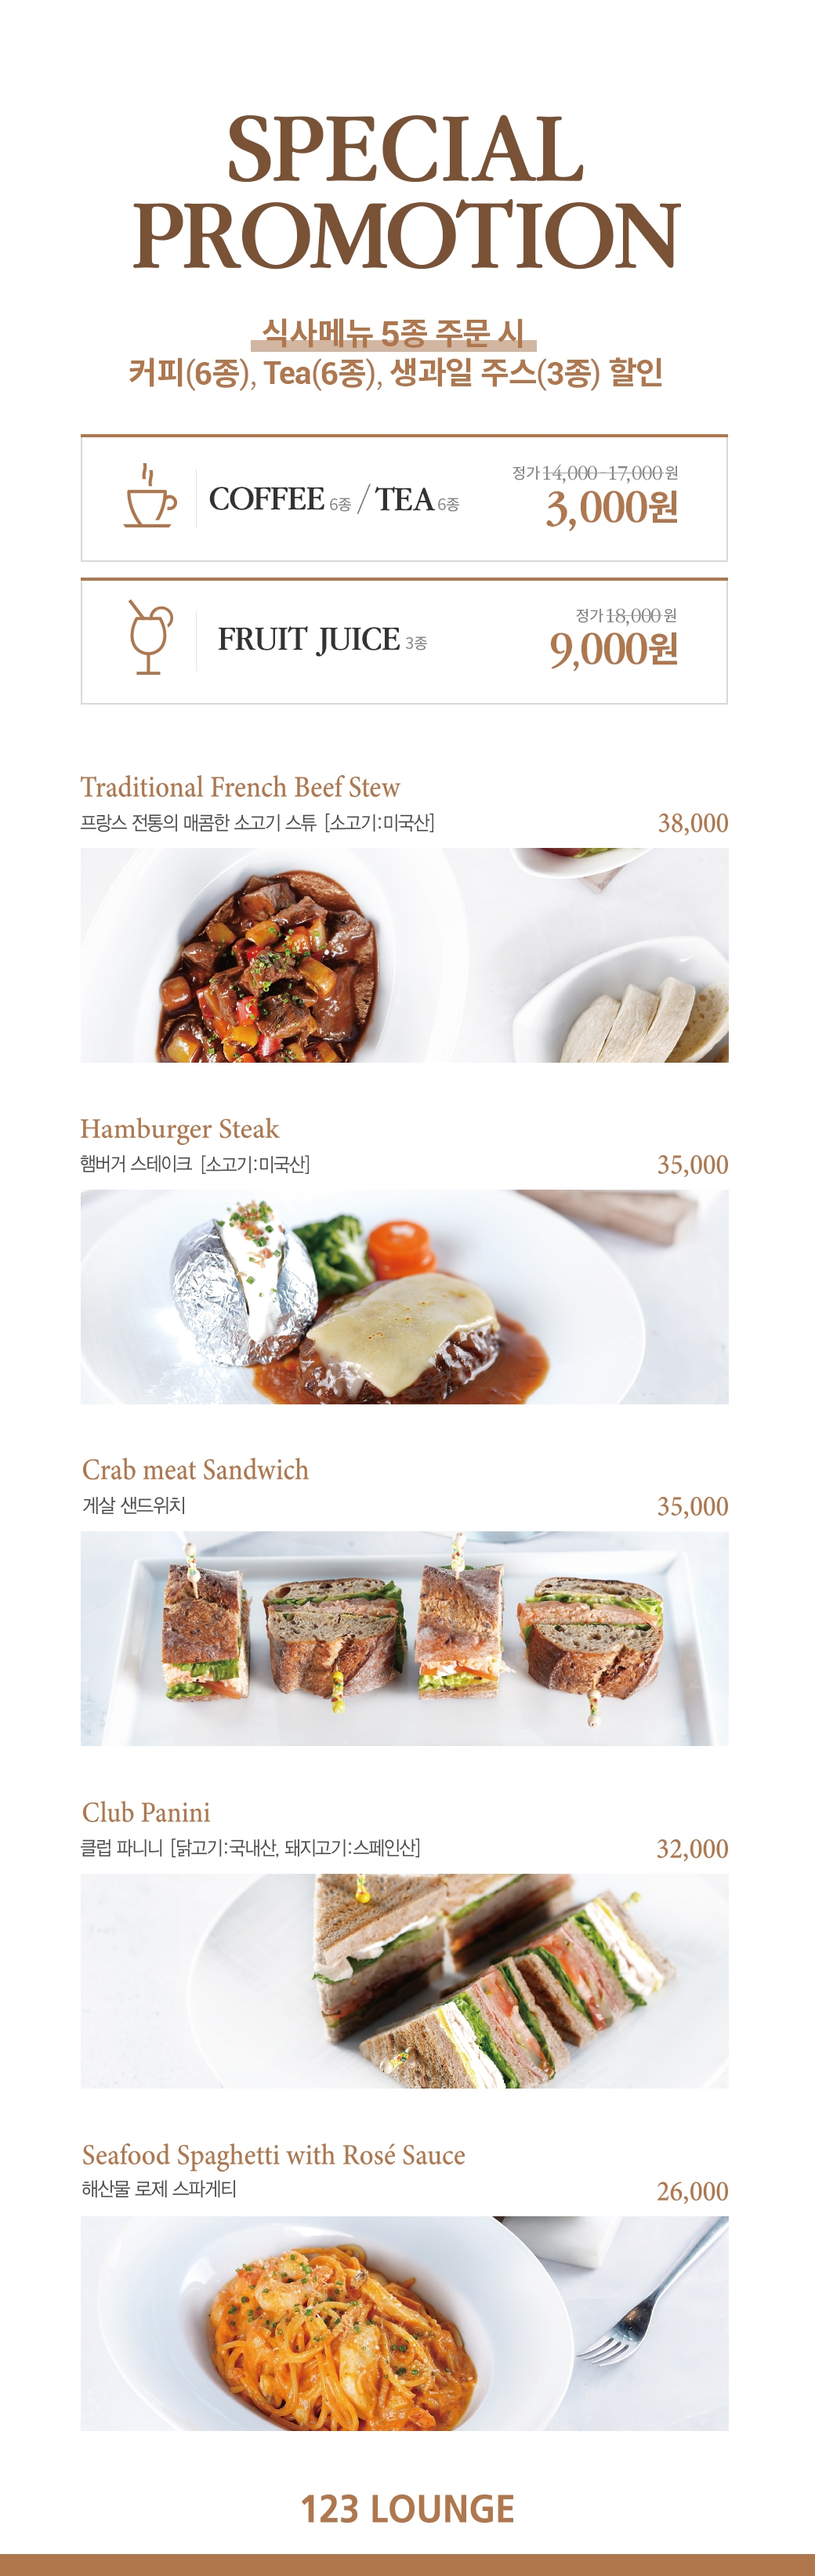 SPECIAL
PROMOTION
식사메뉴 5종 주문 시
커피(6종), Tea(6종), 생과일 주스(3종) 할인
COFFEE 6종 / TEA 6종
정가 14,000-17,000 원
3,000원
FRUIT JUICE 3종
정가 18,000 원
9,000원
Traditional French Beef Stew
프랑스 전통의 매콤한 소고기 스튜 [소고기:미국산] 38,000
Hamburger Steak
햄버거 스테이크 [소고기:미국산] 35,000
Crab meat Sandwich
게살 샌드위치 35,000
Club Panini
클럽 파니니 [닭고기:국내산, 돼지고기:스페인산] 32,000
Seafood Spaghetti with Rosé Sauce
해산물 로제 스파게티 26,000
123 LOUNGE